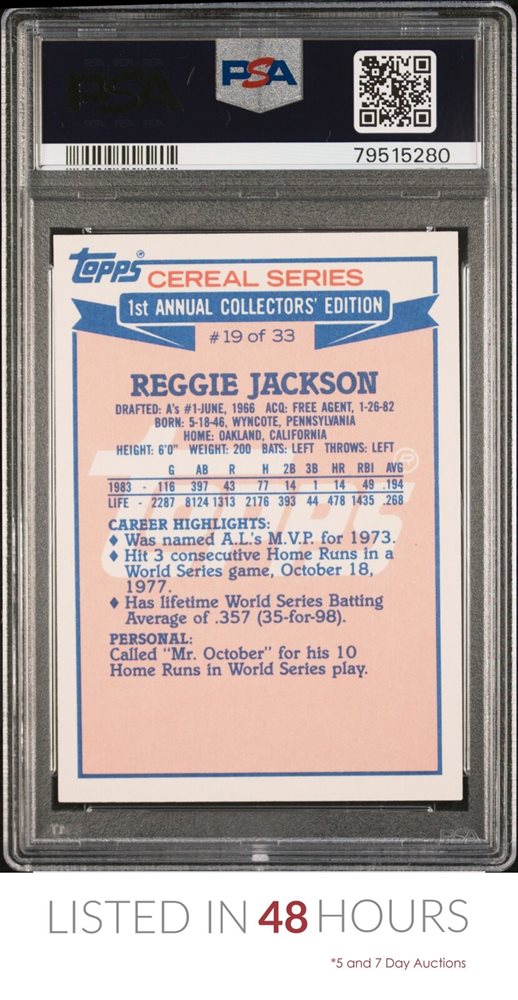 PSA
79515280
Topps®
CEREAL SERIES
1st ANNUAL COLLECTORS' EDITION
#19 of 33
REGGIE JACKSON
DRAFTED: A's #1-JUNE, 1966 ACQ: FREE AGENT, 1-26-82
BORN: 5-18-46, WYNCOTE, PENNSYLVANIA
HOME: OAKLAND, CALIFORNIA
HEIGHT: 6'0" WEIGHT: 200 BATS: LEFT THROWS: LEFT
G AB R H 2B 3B HR RBI AVG
1983 - 116 397 43 77 14 1 14 49 .194
LIFE - 2287 8124 1313 2176 393 44 478 1435 .268
CAREER HIGHLIGHTS:
♦ Was named A.L.'s M.V.P. for 1973.
♦ Hit 3 consecutive Home Runs in a
World Series game, October 18,
1977.
♦ Has lifetime World Series Batting
Average of .357 (35-for-98).
PERSONAL:
Called "Mr. October" for his 10
Home Runs in World Series play.
PSA
LISTED IN 48 HOURS
*5 and 7 Day Auctions